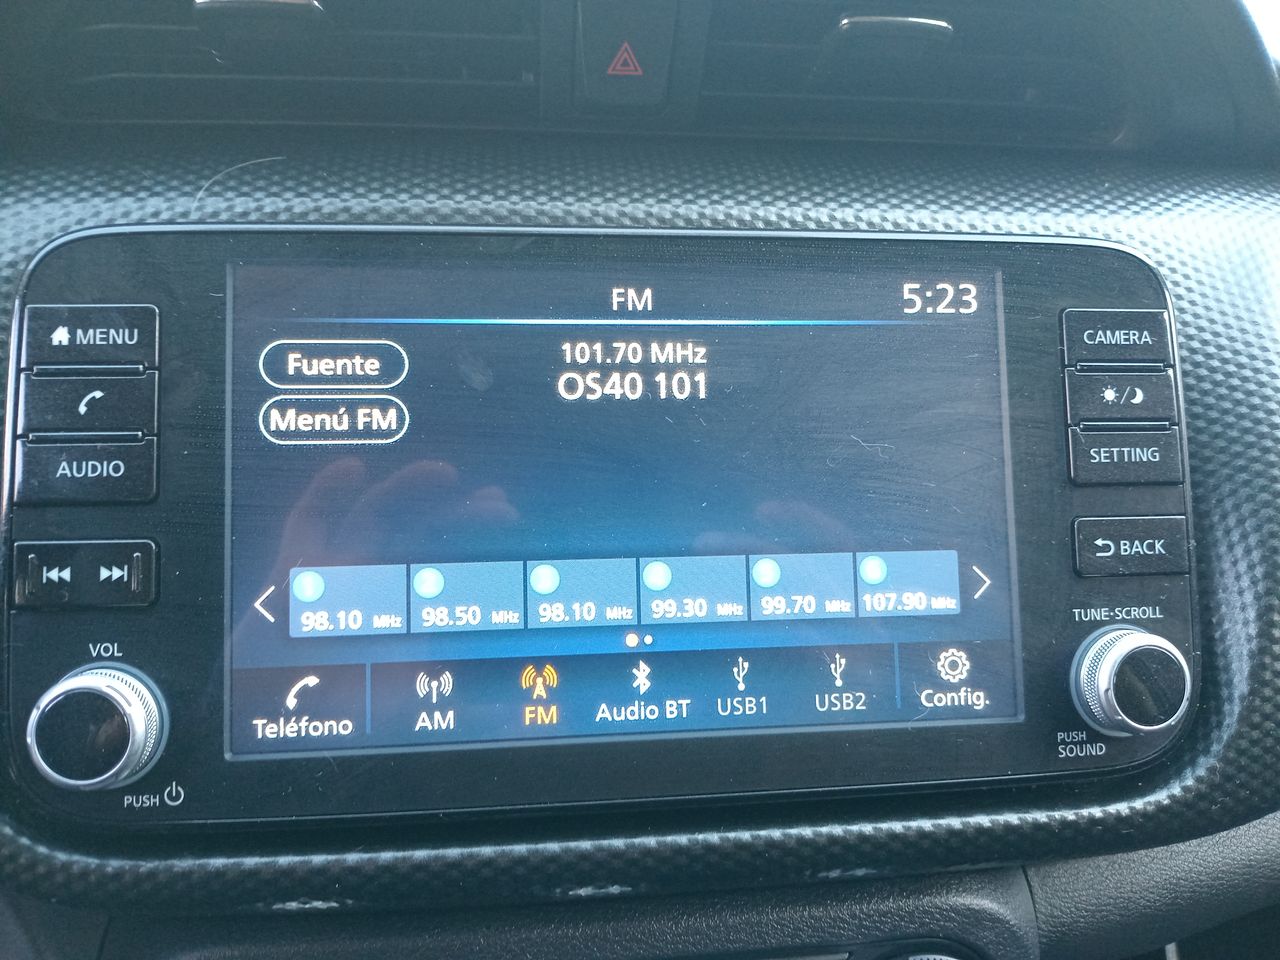 FM
5:23
MENU
CAMERA
Fuente
101.70 MHz
OS40 101
Menú FM
AUDIO
SETTING
BACK
98.10 MHz
98.50 MHz
98.10 MHz
99.30 MHz
99.70 MHz
107.90 MHz
TUNE·SCROLL
VOL
Teléfono
AM
FM
Audio BT
USB1
USB2
Config.
PUSH
SOUND
PUSH